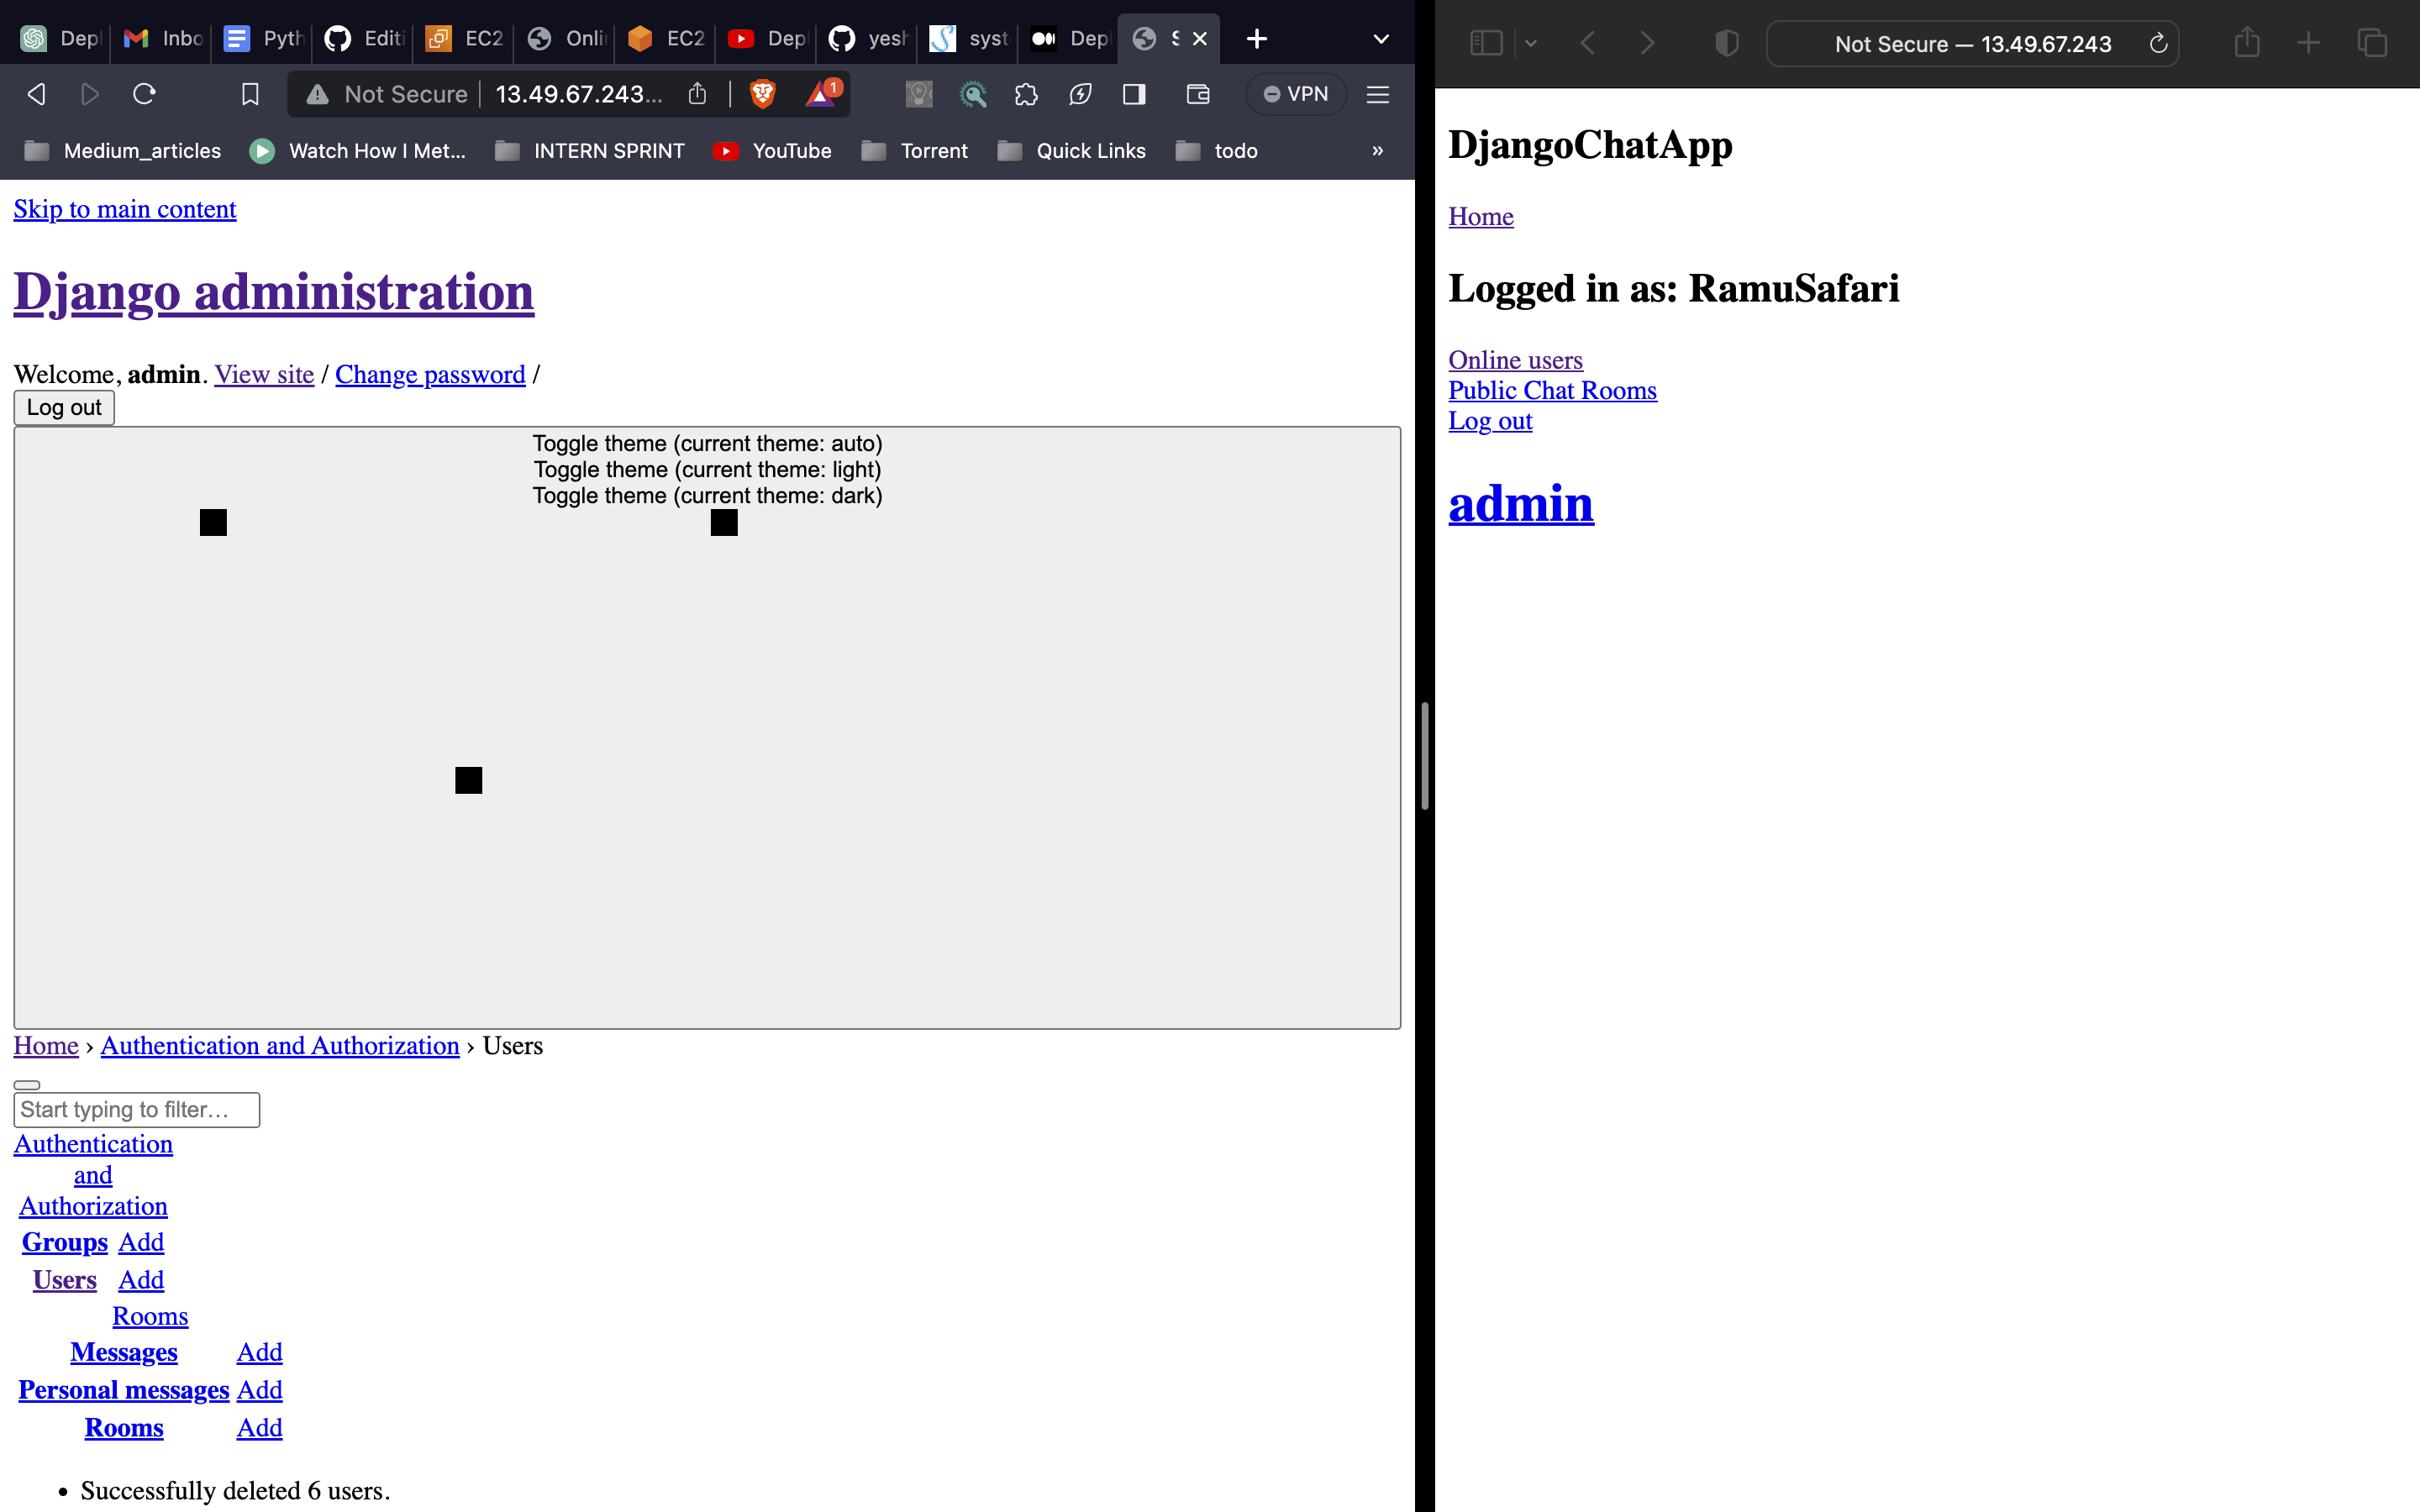 Depl
Inbo
Pyth
Editi
EC2
Onlin
EC2
Dep
yesh
syst
Dep
Not Secure
13.49.67.243...
1
VPN
Medium_articles
Watch How I Met...
INTERN SPRINT
YouTube
Torrent
Quick Links
todo
»
Skip to main content
Django administration
Welcome, admin. View site / Change password /
Log out
Toggle theme (current theme: auto)
Toggle theme (current theme: light)
Toggle theme (current theme: dark)
Home › Authentication and Authorization › Users
Start typing to filter...
Authentication
and
Authorization
Groups Add
Users Add
Rooms
Messages Add
Personal messages Add
Rooms Add
• Successfully deleted 6 users.
Not Secure — 13.49.67.243
DjangoChatApp
Home
Logged in as: RamuSafari
Online users
Public Chat Rooms
Log out
admin